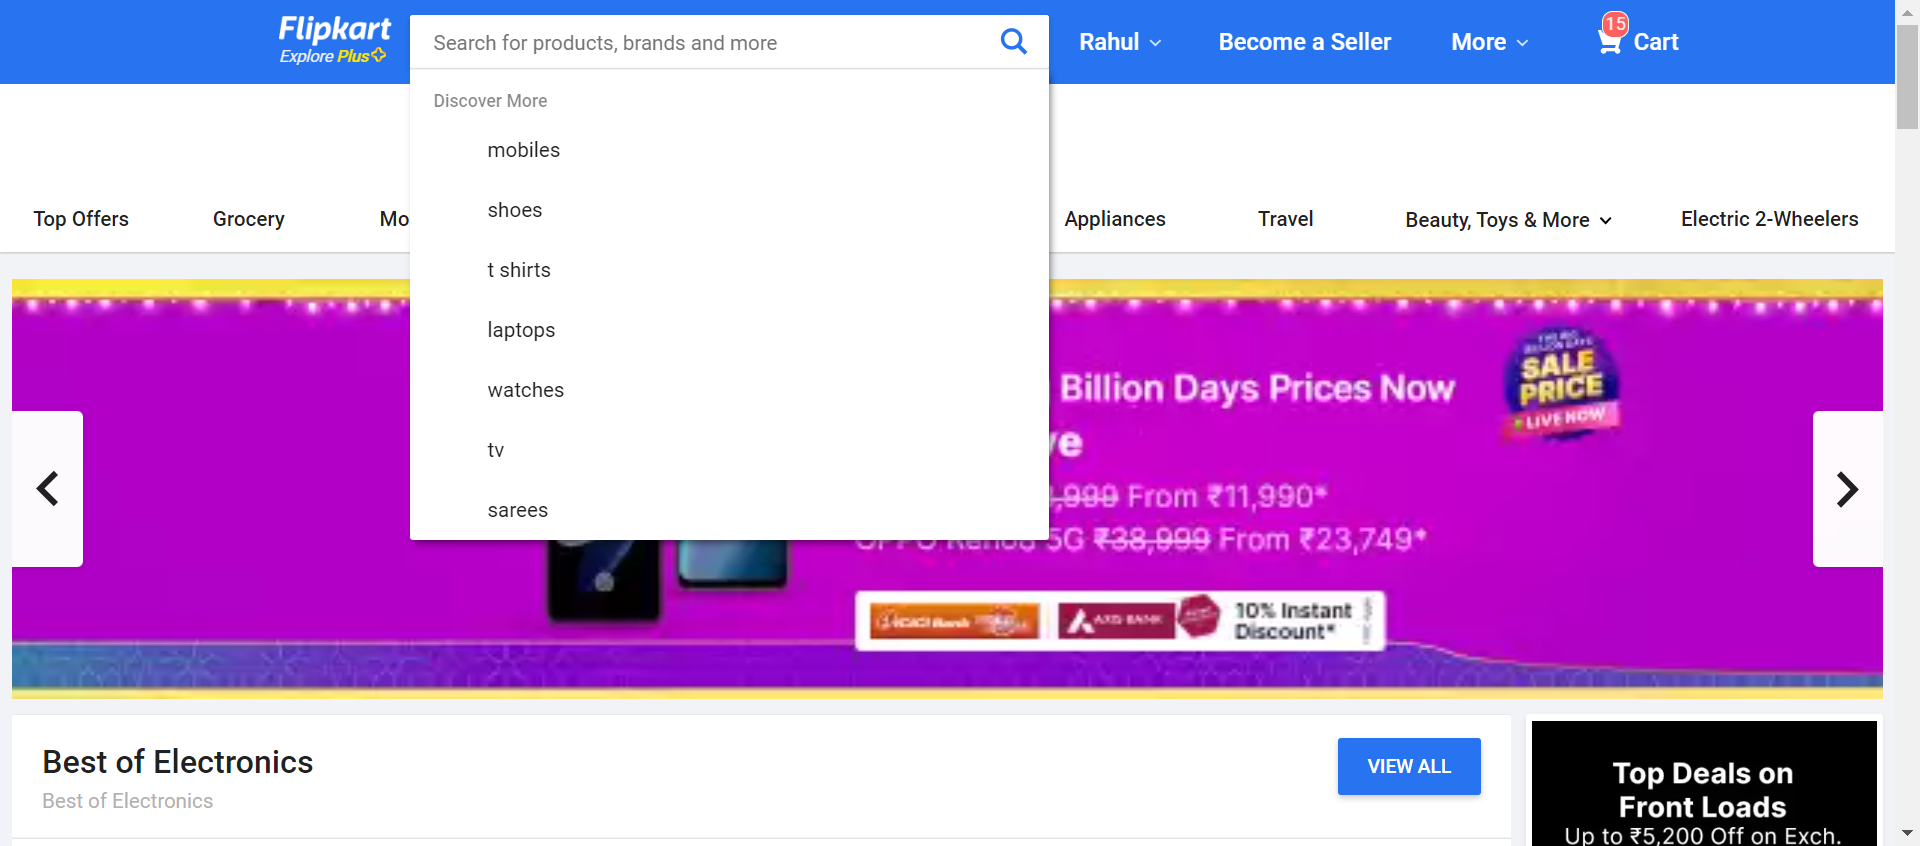 Flipkart
Explore Plus
Search for products, brands and more
Rahul
Become a Seller
More
15
Cart
Discover More
mobiles
shoes
t shirts
laptops
watches
tv
sarees
Top Offers
Grocery
Mo
Appliances
Travel
Beauty, Toys & More
Electric 2-Wheelers
Billion Days Prices Now
,999 From ₹11,990*
OPPO Reno8 5G ₹38,999 From ₹23,749*
SALE
PRICE
LIVE NOW
ICICI Bank
AXIS BANK
10% Instant
Discount*
Best of Electronics
Best of Electronics
VIEW ALL
Top Deals on
Front Loads
Up to ₹5,200 Off on Exch.